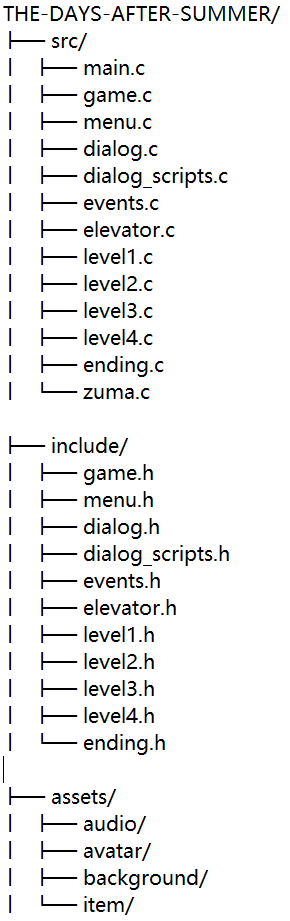 THE-DAYS-AFTER-SUMMER/
├── src/
│   ├── main.c
│   ├── game.c
│   ├── menu.c
│   ├── dialog.c
│   ├── dialog_scripts.c
│   ├── events.c
│   ├── elevator.c
│   ├── level1.c
│   ├── level2.c
│   ├── level3.c
│   ├── level4.c
│   ├── ending.c
│   └── zuma.c

├── include/
│   ├── game.h
│   ├── menu.h
│   ├── dialog.h
│   ├── dialog_scripts.h
│   ├── events.h
│   ├── elevator.h
│   ├── level1.h
│   ├── level2.h
│   ├── level3.h
│   ├── level4.h
│   └── ending.h
│
├── assets/
│   ├── audio/
│   ├── avatar/
│   ├── background/
│   └── item/